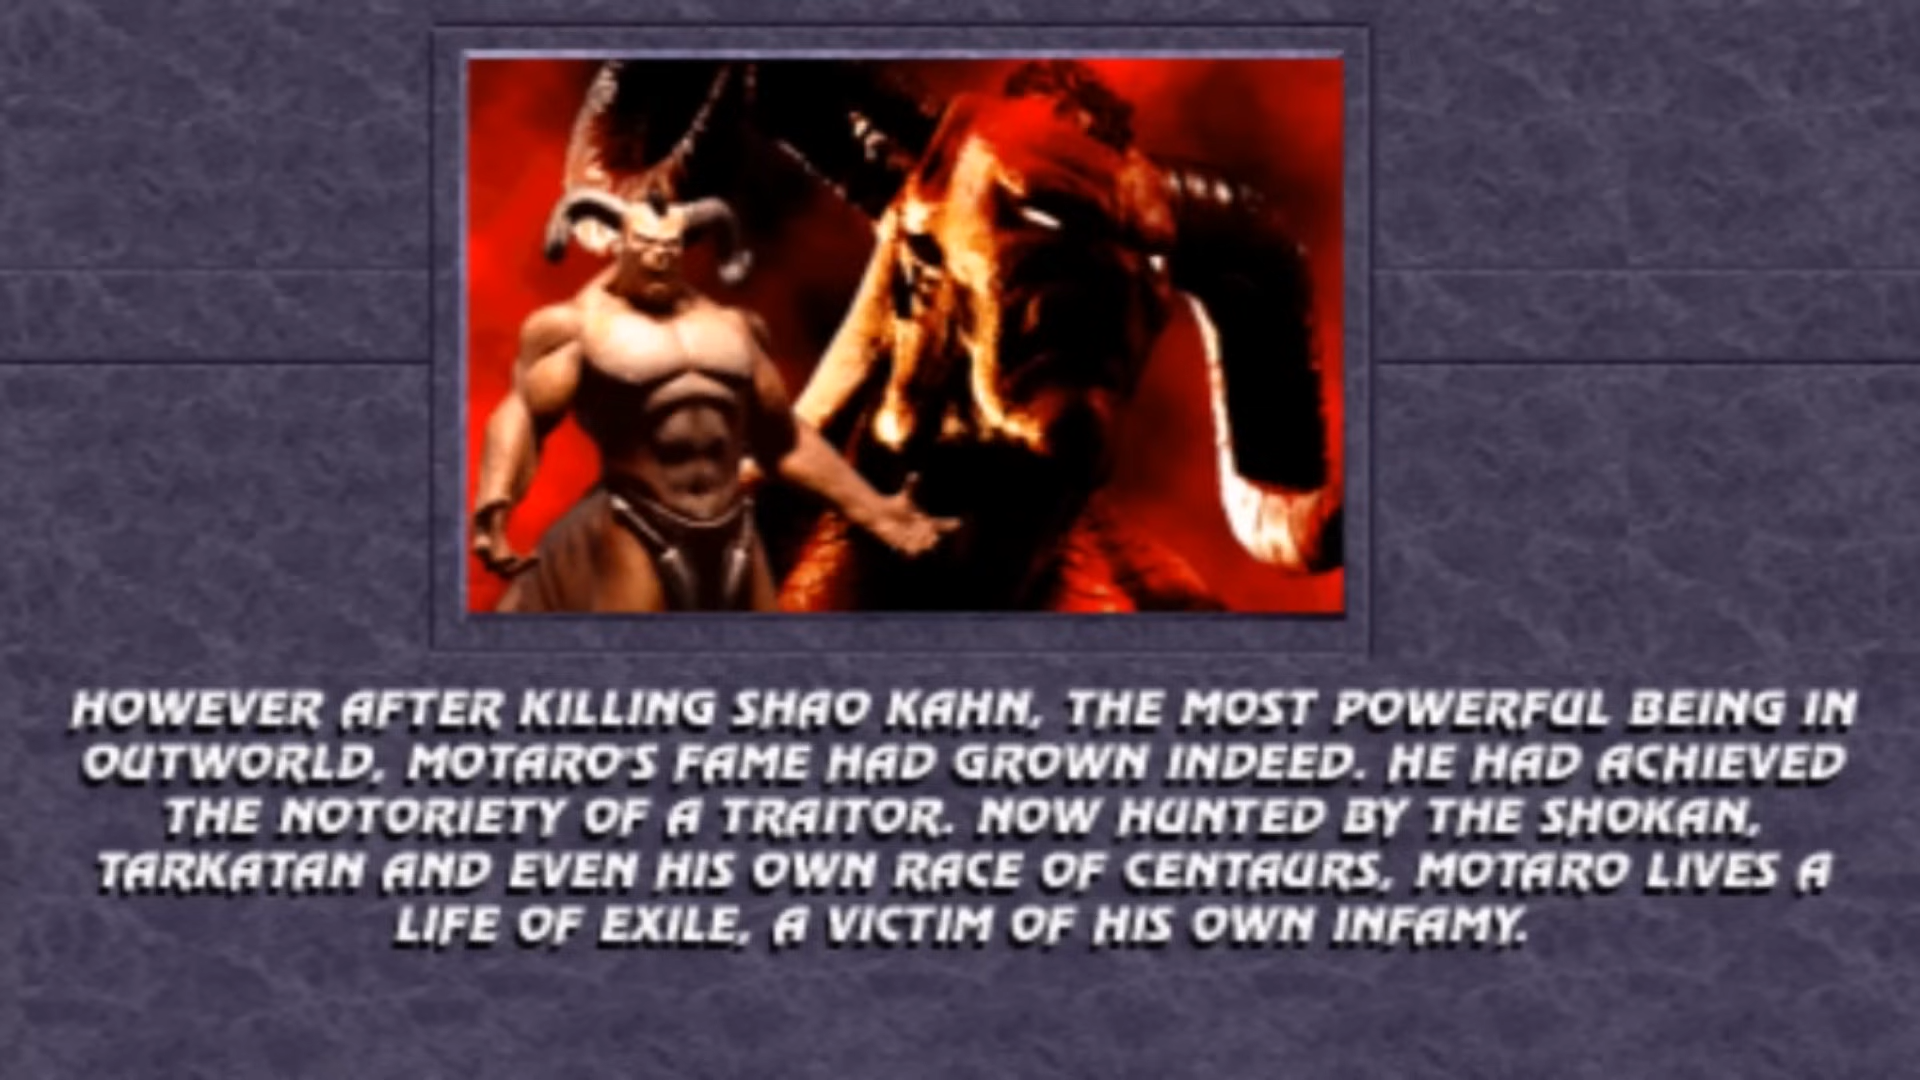 HOWEVER AFTER KILLING SHAO KAHN, THE MOST POWERFUL BEING IN
OUTWORLD, MOTARO'S FAME HAD GROWN INDEED. HE HAD ACHIEVED
THE NOTORIETY OF A TRAITOR. NOW HUNTED BY THE SHOKAN,
TARKATAN AND EVEN HIS OWN RACE OF CENTAURS, MOTARO LIVES A
LIFE OF EXILE, A VICTIM OF HIS OWN INFAMY.